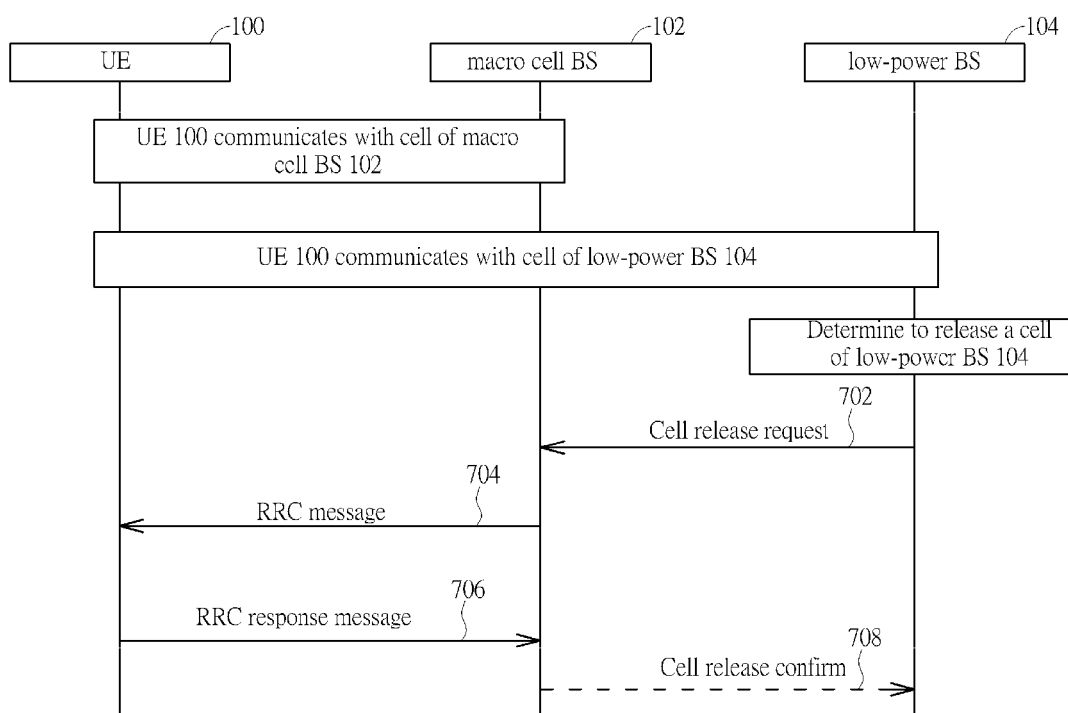 100
102
104
UE
macro cell BS
low-power BS
UE 100 communicates with cell of macro
cell BS 102
UE 100 communicates with cell of low-power BS 104
Determine to release a cell
of low-power BS 104
702
Cell release request
704
RRC message
706
RRC response message
708
Cell release confirm